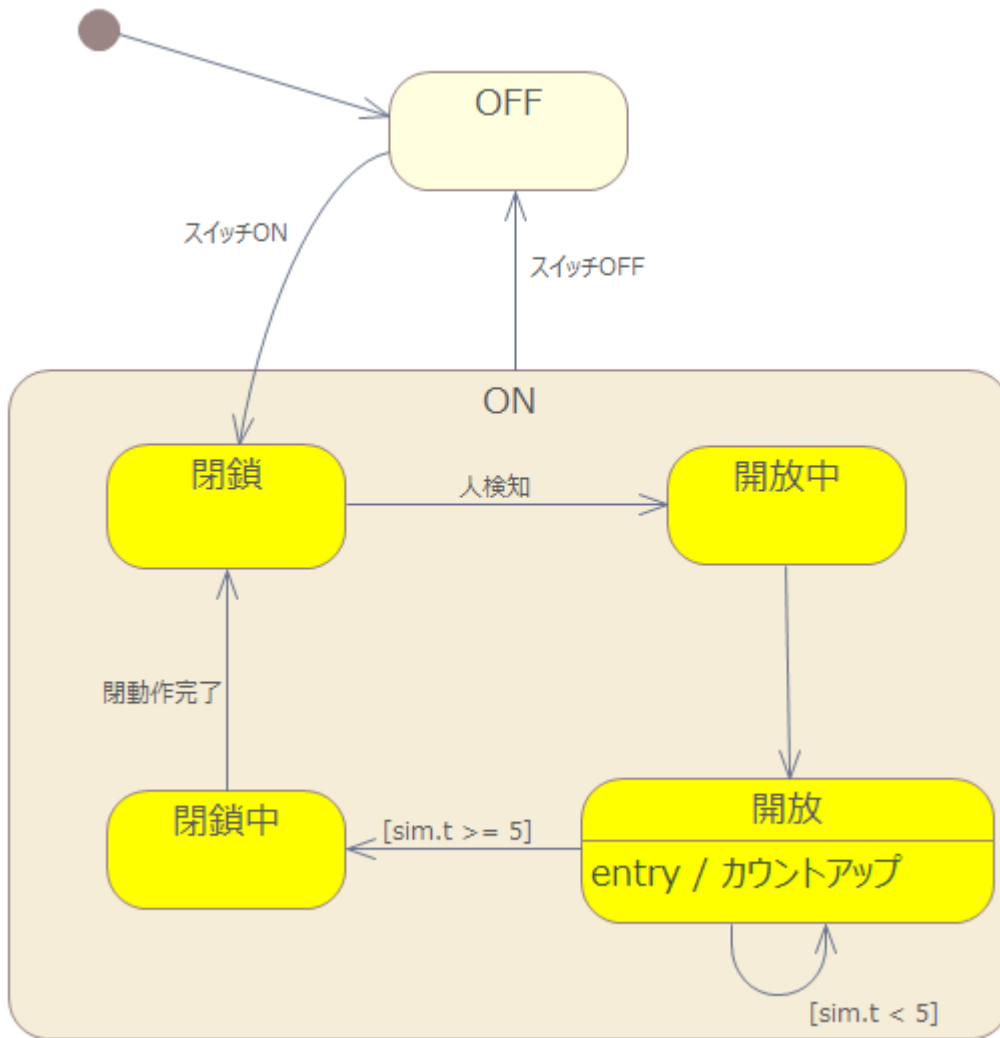 OFF
スイッチON
スイッチOFF
ON
閉鎖
人検知
開放中
閉動作完了
閉鎖中
[sim.t >= 5]
開放
entry / カウントアップ
[sim.t < 5]